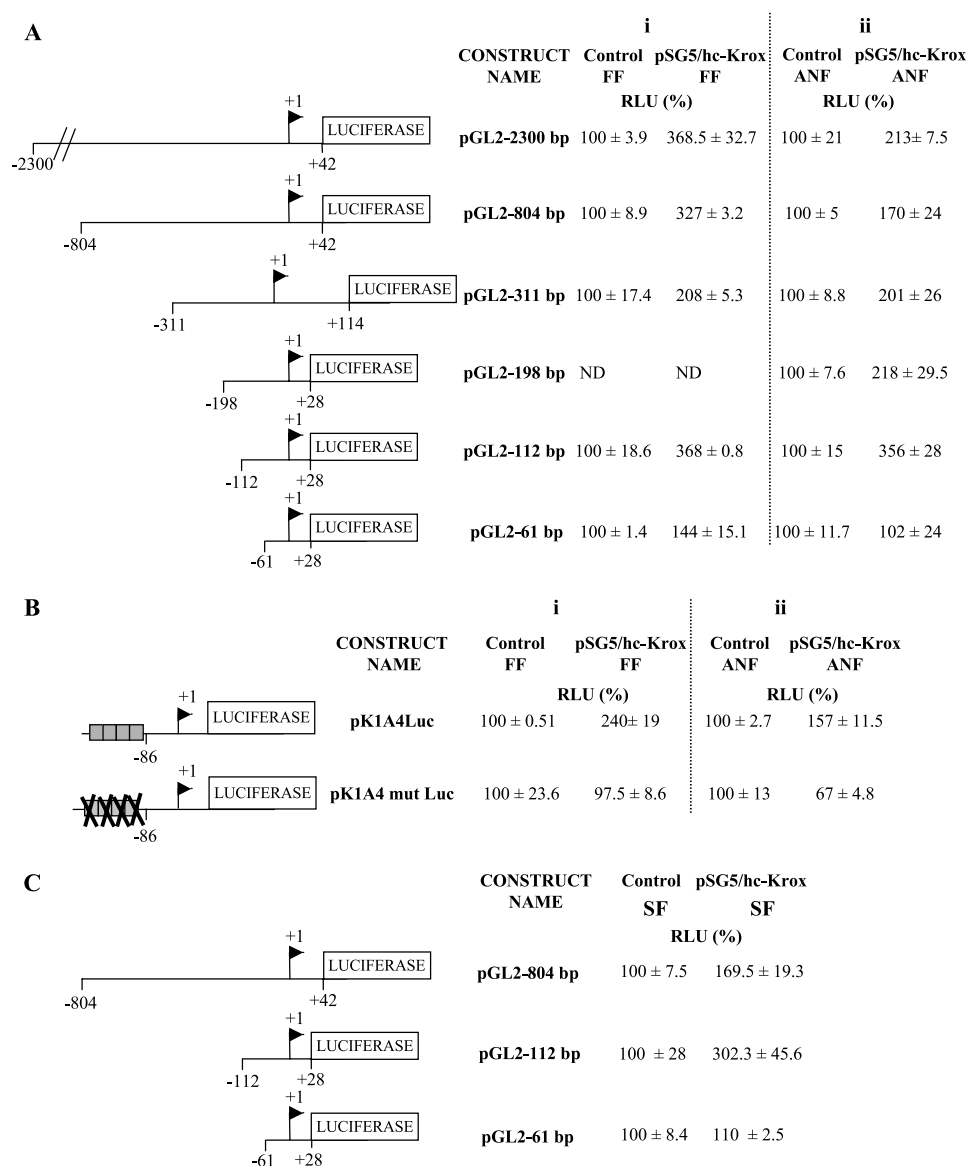 A
i
ii
CONSTRUCT NAME
Control FF
pSG5/hc-Krox FF
Control ANF
pSG5/hc-Krox ANF
RLU (%)
RLU (%)
+1
LUCIFERASE
-2300
+42
pGL2-2300 bp 100 ± 3.9 368.5 ± 32.7 100 ± 21 213± 7.5
+1
LUCIFERASE
-804
+42
pGL2-804 bp 100 ± 8.9 327 ± 3.2 100 ± 5 170 ± 24
+1
LUCIFERASE
-311
+114
pGL2-311 bp 100 ± 17.4 208 ± 5.3 100 ± 8.8 201 ± 26
+1
LUCIFERASE
-198
+28
pGL2-198 bp ND ND 100 ± 7.6 218 ± 29.5
+1
LUCIFERASE
-112
+28
pGL2-112 bp 100 ± 18.6 368 ± 0.8 100 ± 15 356 ± 28
+1
LUCIFERASE
-61
+28
pGL2-61 bp 100 ± 1.4 144 ± 15.1 100 ± 11.7 102 ± 24
B
i
ii
CONSTRUCT NAME
Control FF
pSG5/hc-Krox FF
Control ANF
pSG5/hc-Krox ANF
RLU (%)
RLU (%)
+1
LUCIFERASE
-86
pK1A4Luc 100 ± 0.51 240± 19 100 ± 2.7 157 ± 11.5
+1
LUCIFERASE
-86
pK1A4 mut Luc 100 ± 23.6 97.5 ± 8.6 100 ± 13 67 ± 4.8
C
CONSTRUCT NAME
Control SF
pSG5/hc-Krox SF
RLU (%)
+1
LUCIFERASE
-804
+42
pGL2-804 bp 100 ± 7.5 169.5 ± 19.3
+1
LUCIFERASE
-112
+28
pGL2-112 bp 100 ± 28 302.3 ± 45.6
+1
LUCIFERASE
-61
+28
pGL2-61 bp 100 ± 8.4 110 ± 2.5